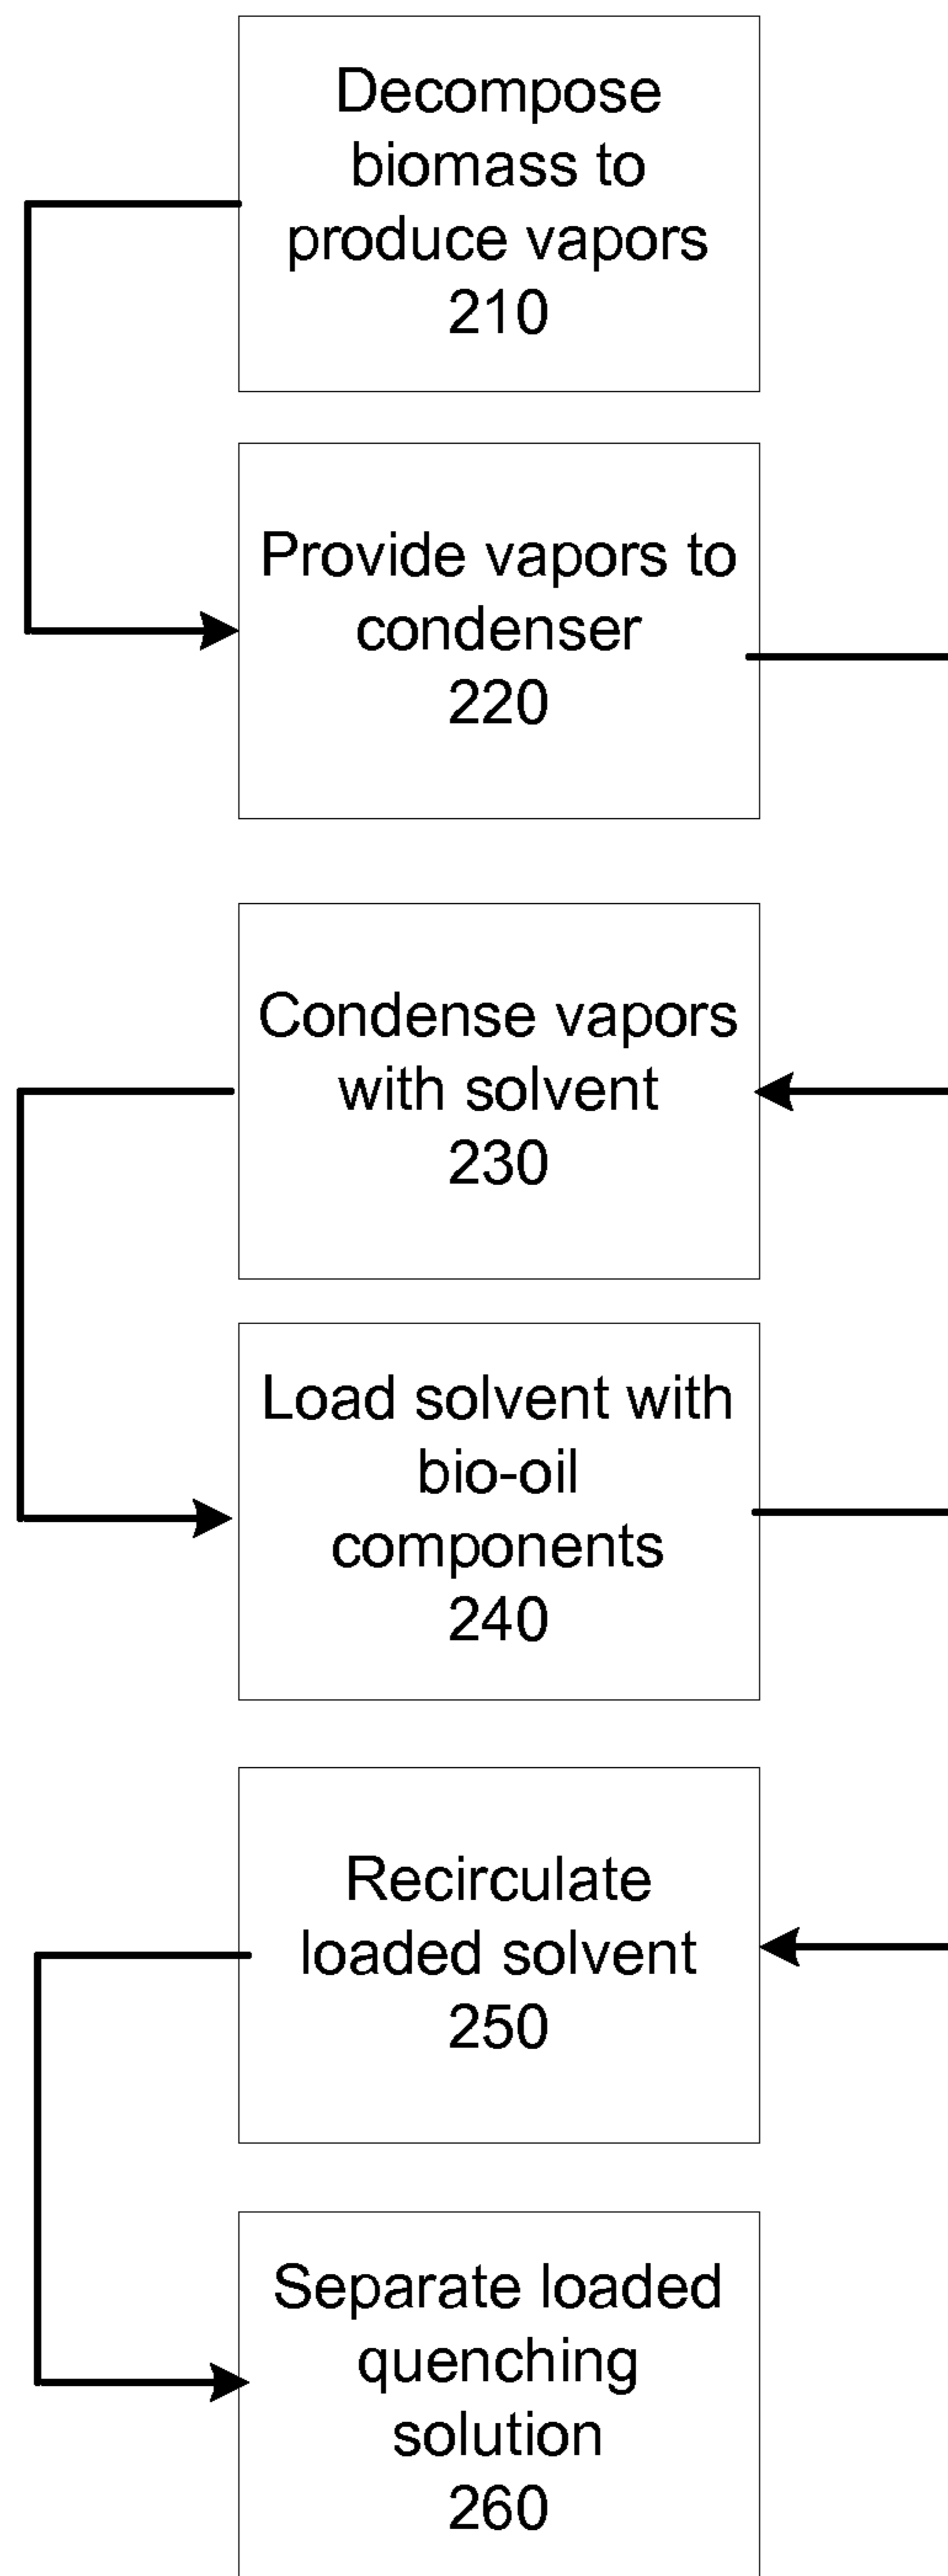 Decompose
biomass to
produce vapors
210
Provide vapors to
condenser
220
Condense vapors
with solvent
230
Load solvent with
bio-oil
components
240
Recirculate
loaded solvent
250
Separate loaded
quenching
solution
260